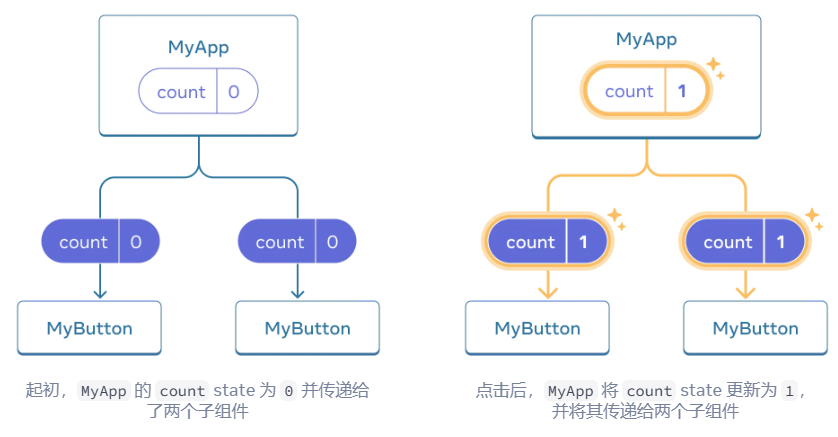 MyApp
count 0
count 0
count 0
MyButton
MyButton
起初，MyApp 的 count state 为 0 并传递给
了两个子组件
MyApp
count 1
count 1
count 1
MyButton
MyButton
点击后，MyApp 将 count state 更新为 1，
并将其传递给两个子组件